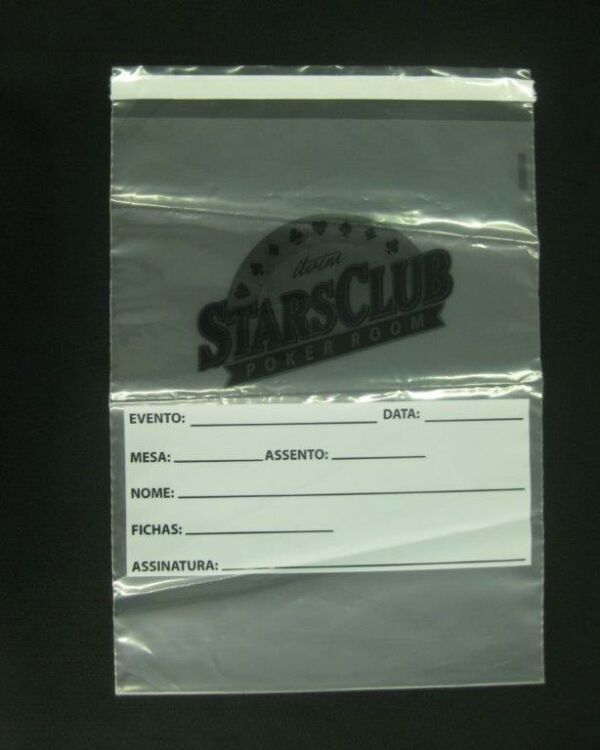 itaim
STARSCLUB
POKER ROOM
EVENTO: DATA:
MESA: ASSENTO:
NOME:
FICHAS:
ASSINATURA: